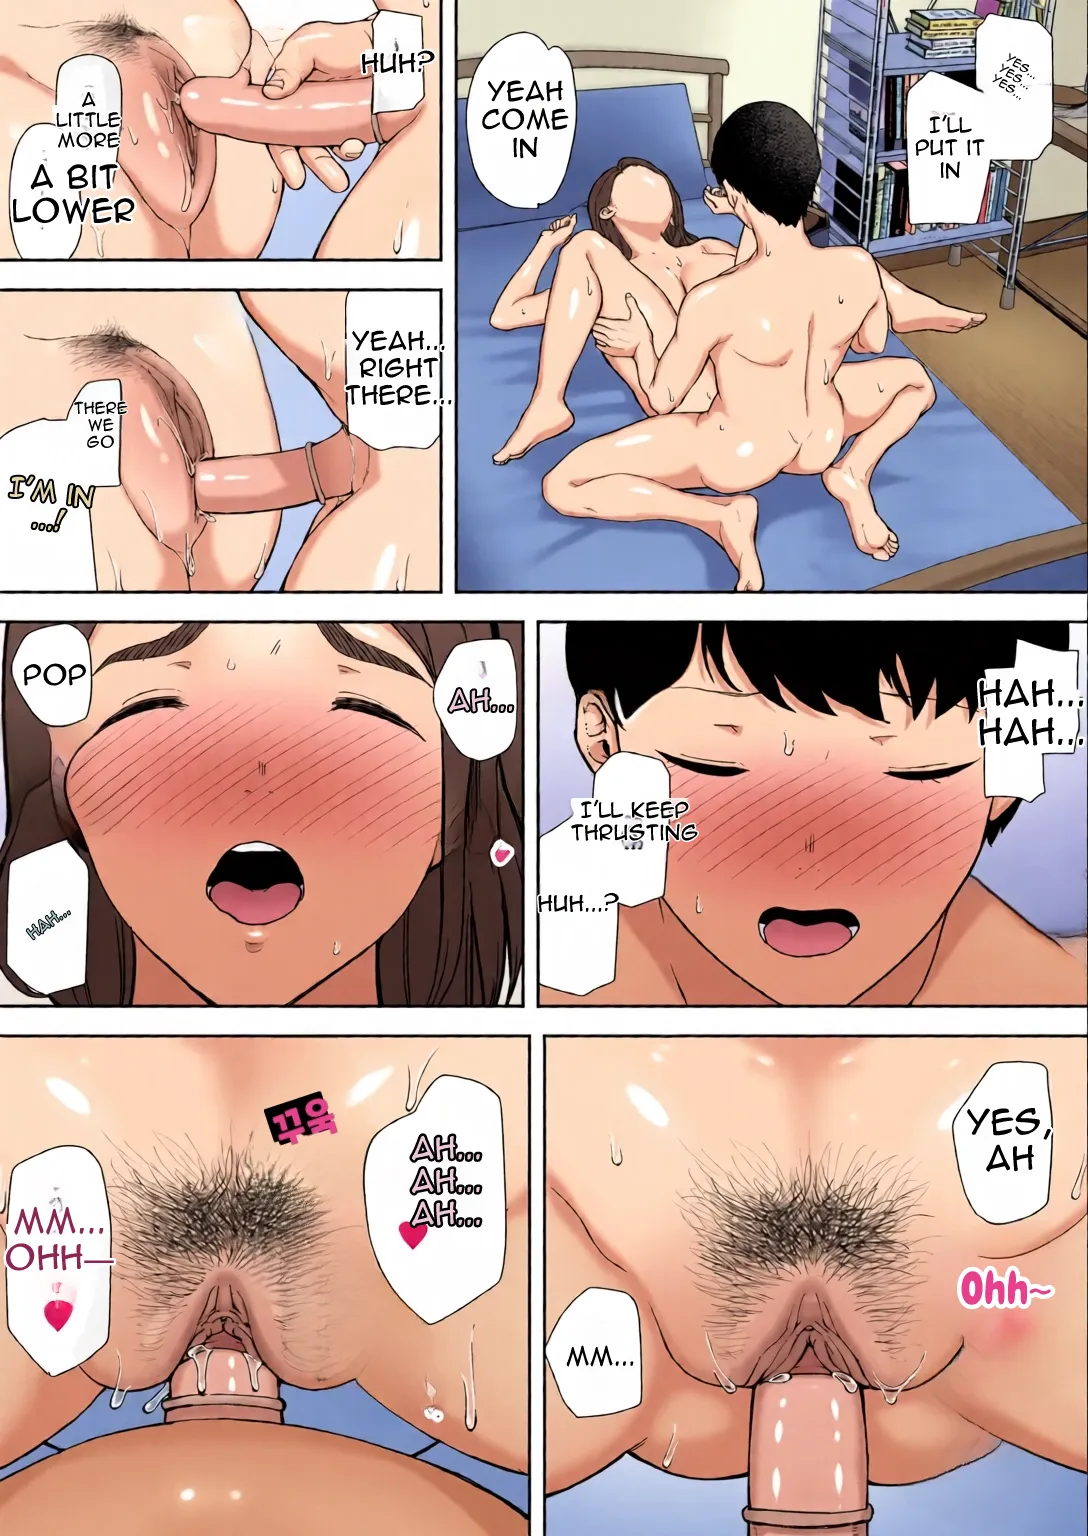 HUH?
A
LITTLE
MORE
A BIT
LOWER
YES...
YES...
YES...
I'LL
PUT IT
IN
YEAH
COME
IN
YEAH...
RIGHT
THERE...
THERE
WE
GO
I'M IN
...!
POP
AH...
HAH...
HAH...
HAH...
I'LL KEEP
THRUSTING
HUH...?
꾸욱
AH...
AH...
AH...
MM...
OHH—
YES,
AH
Ohh~
MM...